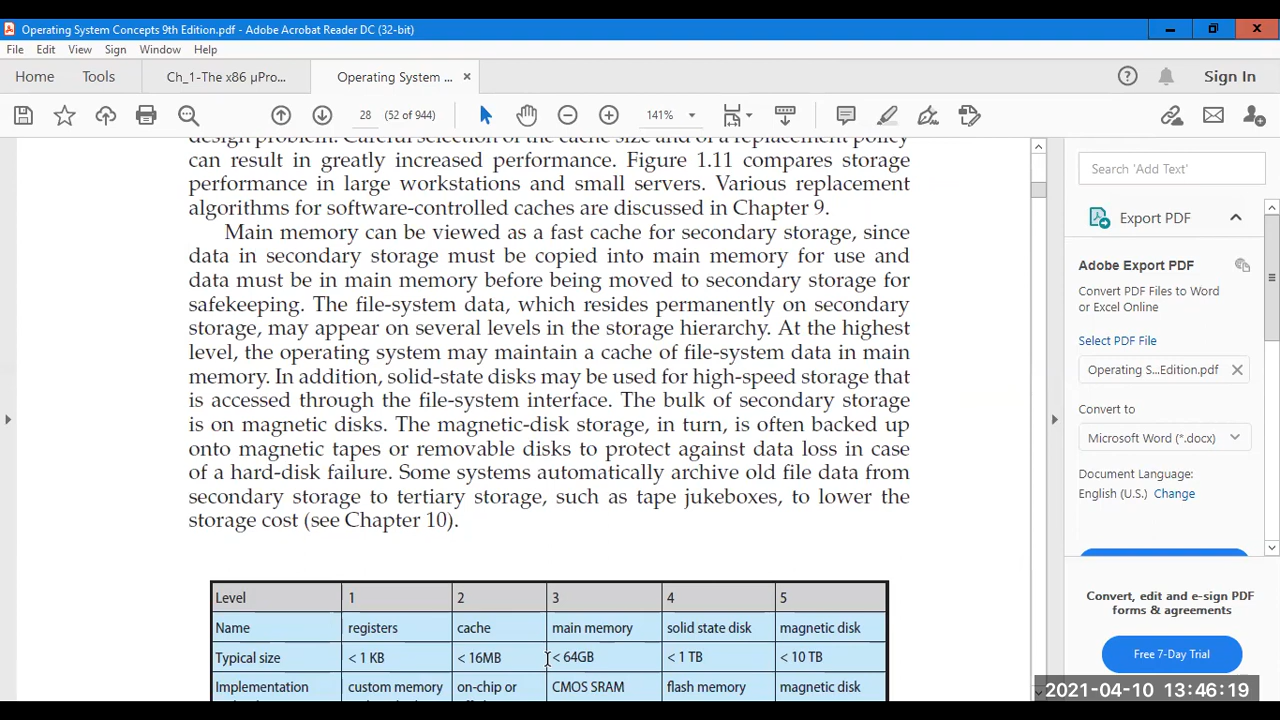 Operating System Concepts 9th Edition.pdf - Adobe Acrobat Reader DC (32-bit)
File Edit View Sign Window Help
Home Tools Ch_1-The x86 µPro... Operating System ... × Sign In
28 (52 of 944) 141%
design problem. Careful selection of the cache size and of a replacement policy
can result in greatly increased performance. Figure 1.11 compares storage
performance in large workstations and small servers. Various replacement
algorithms for software-controlled caches are discussed in Chapter 9.
Main memory can be viewed as a fast cache for secondary storage, since
data in secondary storage must be copied into main memory for use and
data must be in main memory before being moved to secondary storage for
safekeeping. The file-system data, which resides permanently on secondary
storage, may appear on several levels in the storage hierarchy. At the highest
level, the operating system may maintain a cache of file-system data in main
memory. In addition, solid-state disks may be used for high-speed storage that
is accessed through the file-system interface. The bulk of secondary storage
is on magnetic disks. The magnetic-disk storage, in turn, is often backed up
onto magnetic tapes or removable disks to protect against data loss in case
of a hard-disk failure. Some systems automatically archive old file data from
secondary storage to tertiary storage, such as tape jukeboxes, to lower the
storage cost (see Chapter 10).
Level 1 2 3 4 5
Name registers cache main memory solid state disk magnetic disk
Typical size < 1 KB < 16MB < 64GB < 1 TB < 10 TB
Implementation custom memory on-chip or CMOS SRAM flash memory magnetic disk
Search 'Add Text'
Export PDF
Adobe Export PDF
Convert PDF Files to Word
or Excel Online
Select PDF File
Operating S...Edition.pdf ×
Convert to
Microsoft Word (*.docx)
Document Language:
English (U.S.) Change
Convert, edit and e-sign PDF
forms & agreements
Free 7-Day Trial
2021-04-10 13:46:19